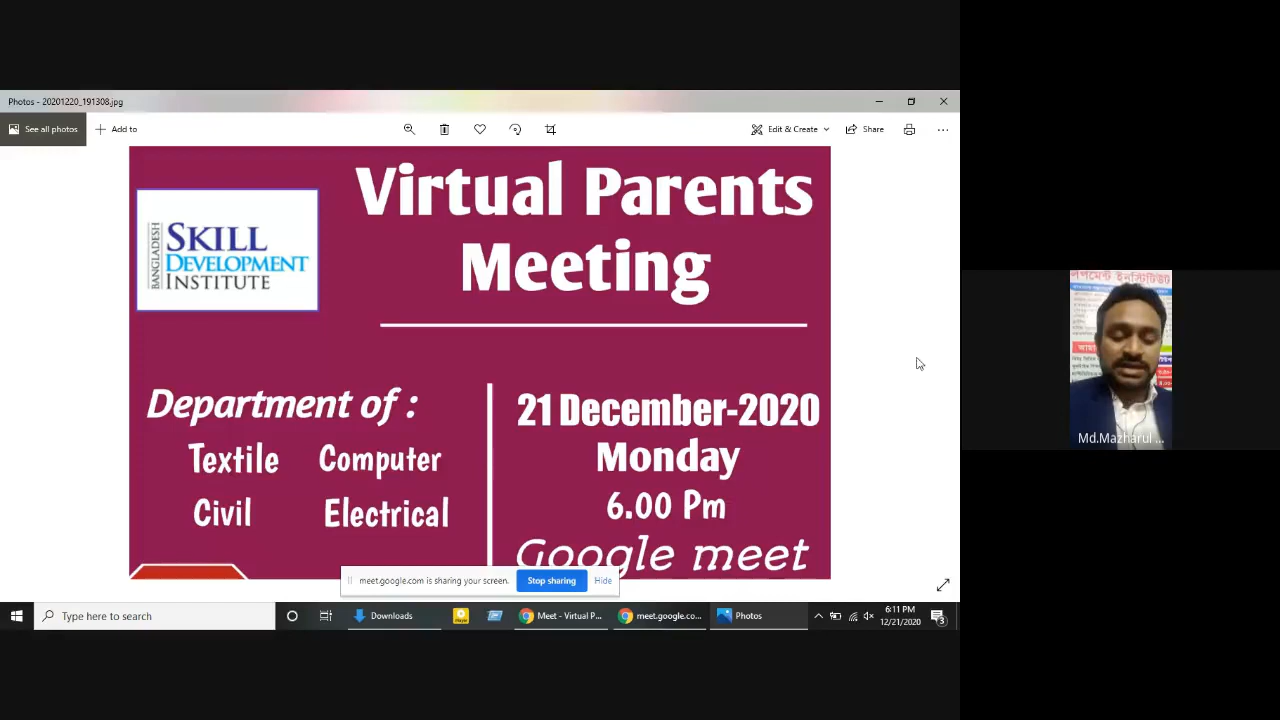 Photos - 20201220_191308.jpg
See all photos
Add to
Edit & Create
Share
BANGLADESH
SKILL
DEVELOPMENT
INSTITUTE
Virtual Parents
Meeting
Department of :
Textile Computer
Civil Electrical
21 December-2020
Monday
6.00 Pm
Google meet
meet.google.com is sharing your screen.
Stop sharing
Hide
Type here to search
Downloads
Meet - Virtual P...
meet.google.co...
Photos
6:11 PM
12/21/2020
3
Md.Mazharul ...